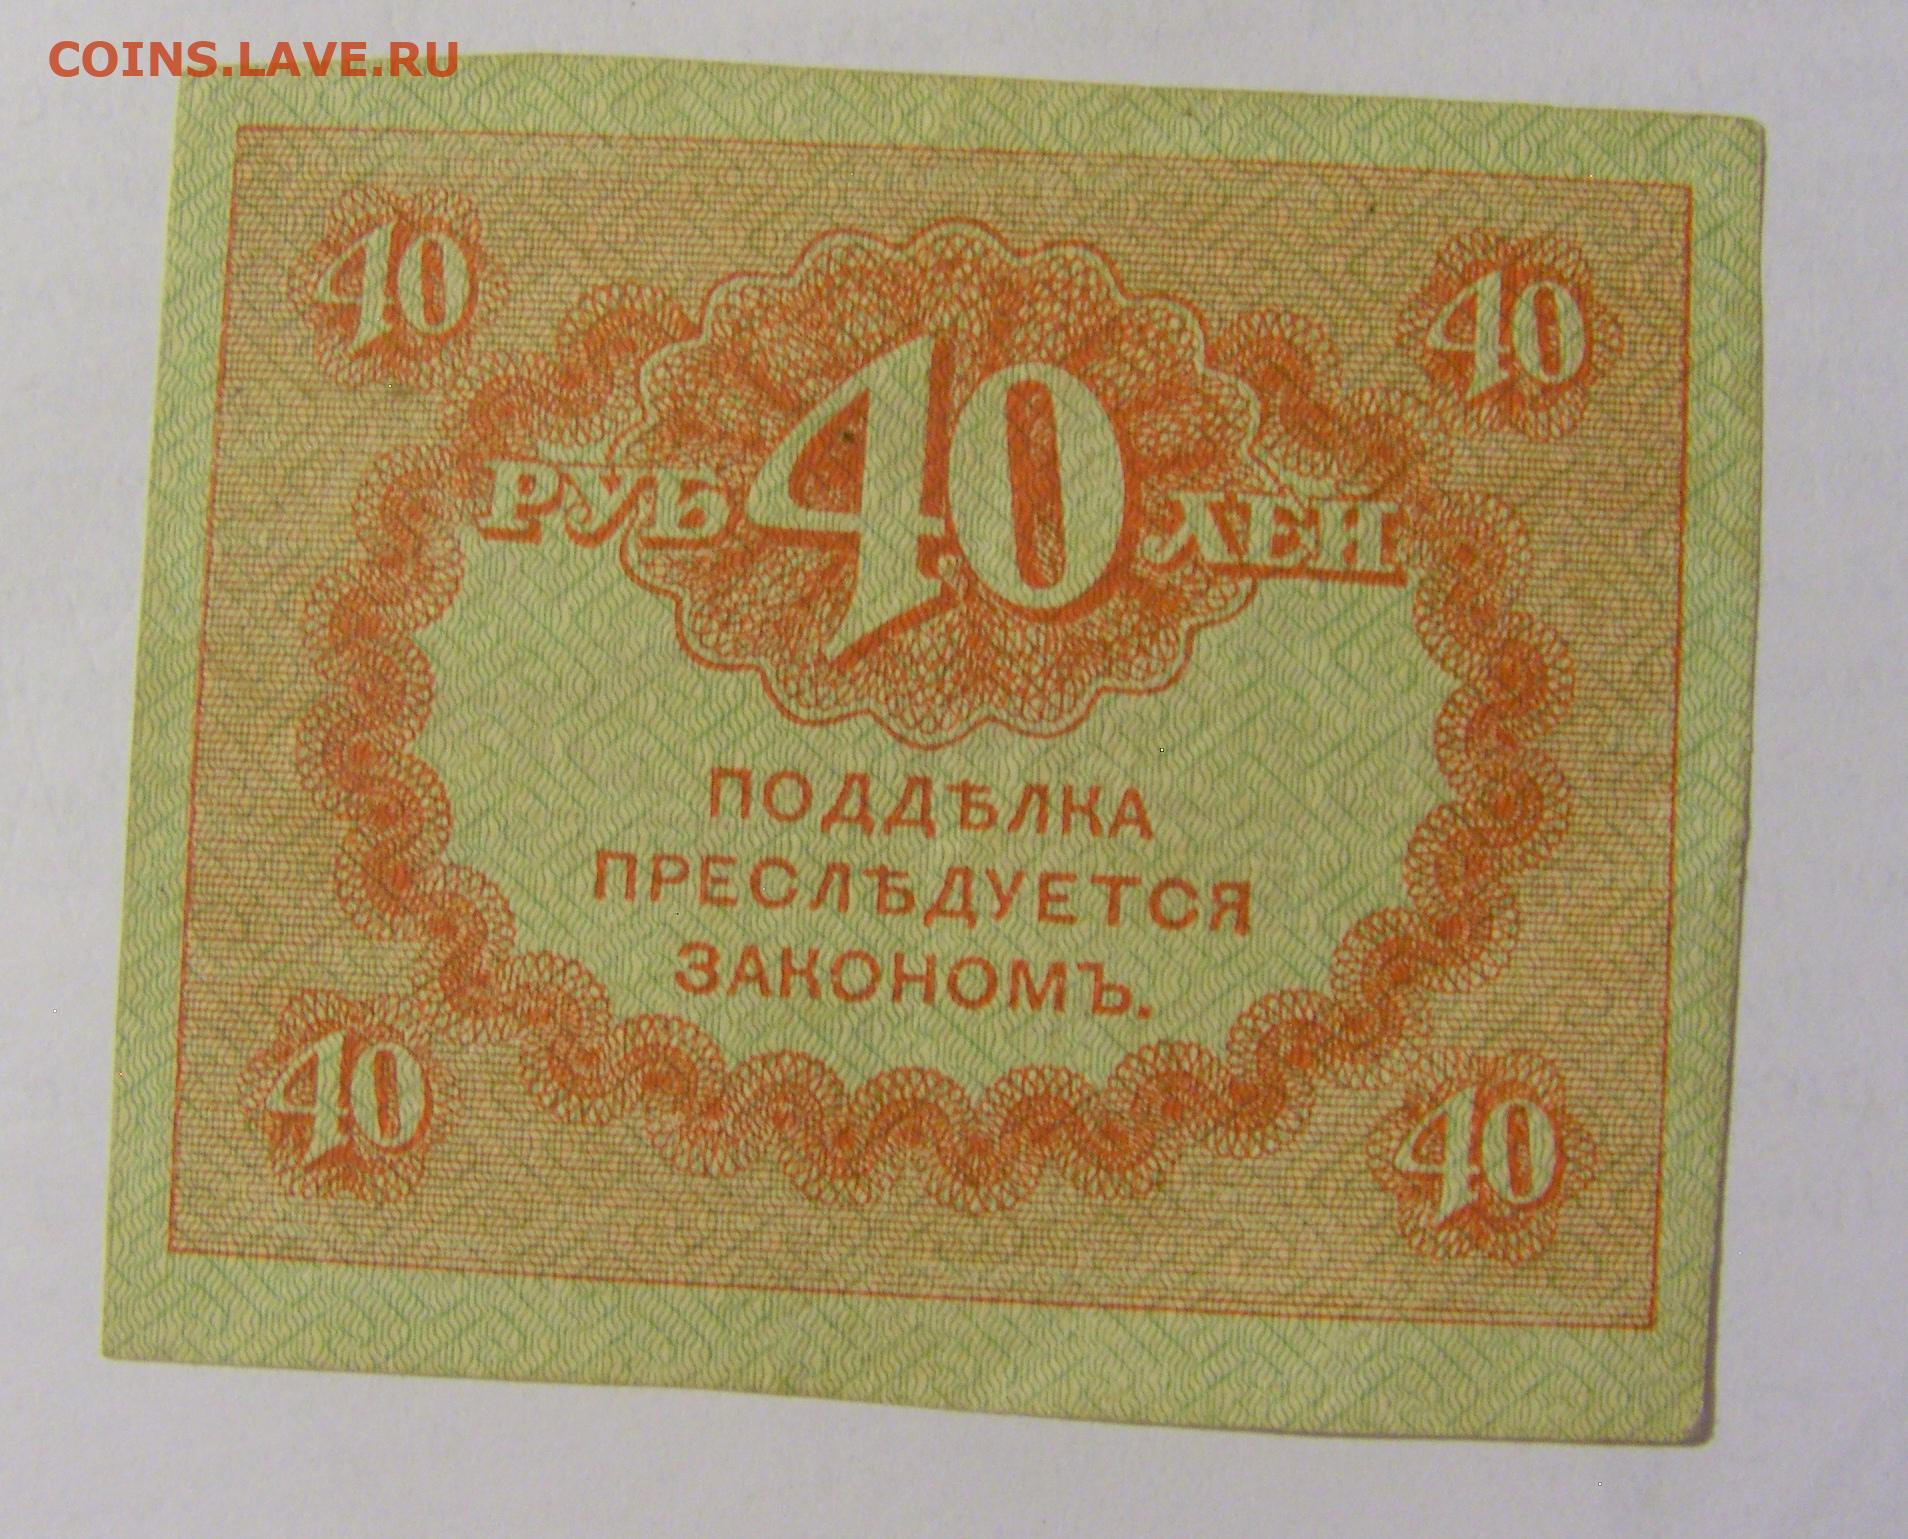 COINS.LAVE.RU
40 40
РУБ 40 ЛЕЙ
ПОДДѢЛКА
ПРЕСЛѢДУЕТСЯ
ЗАКОНОМЪ.
40 40